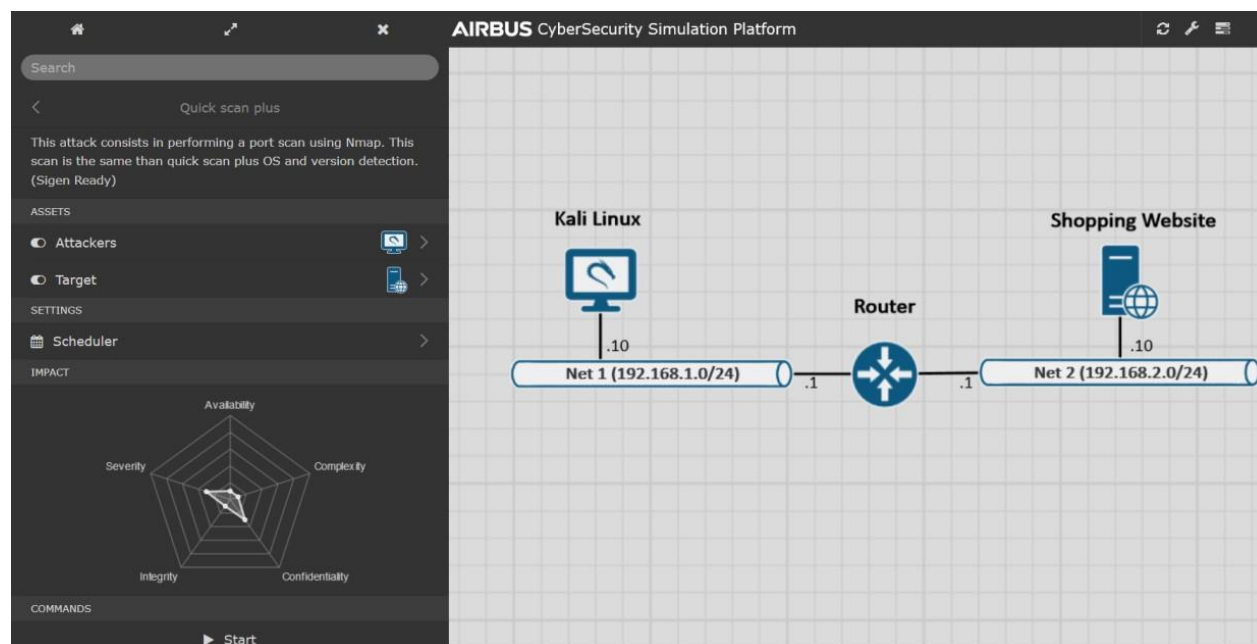 AIRBUS CyberSecurity Simulation Platform
Search
Quick scan plus
This attack consists in performing a port scan using Nmap. This
scan is the same than quick scan plus OS and version detection.
(Sigen Ready)
ASSETS
Attackers
Target
SETTINGS
Scheduler
IMPACT
Availability
Severity
Complexity
Integrity
Confidentiality
COMMANDS
Start
Kali Linux
.10
Net 1 (192.168.1.0/24)
.1
Router
.1
Shopping Website
.10
Net 2 (192.168.2.0/24)